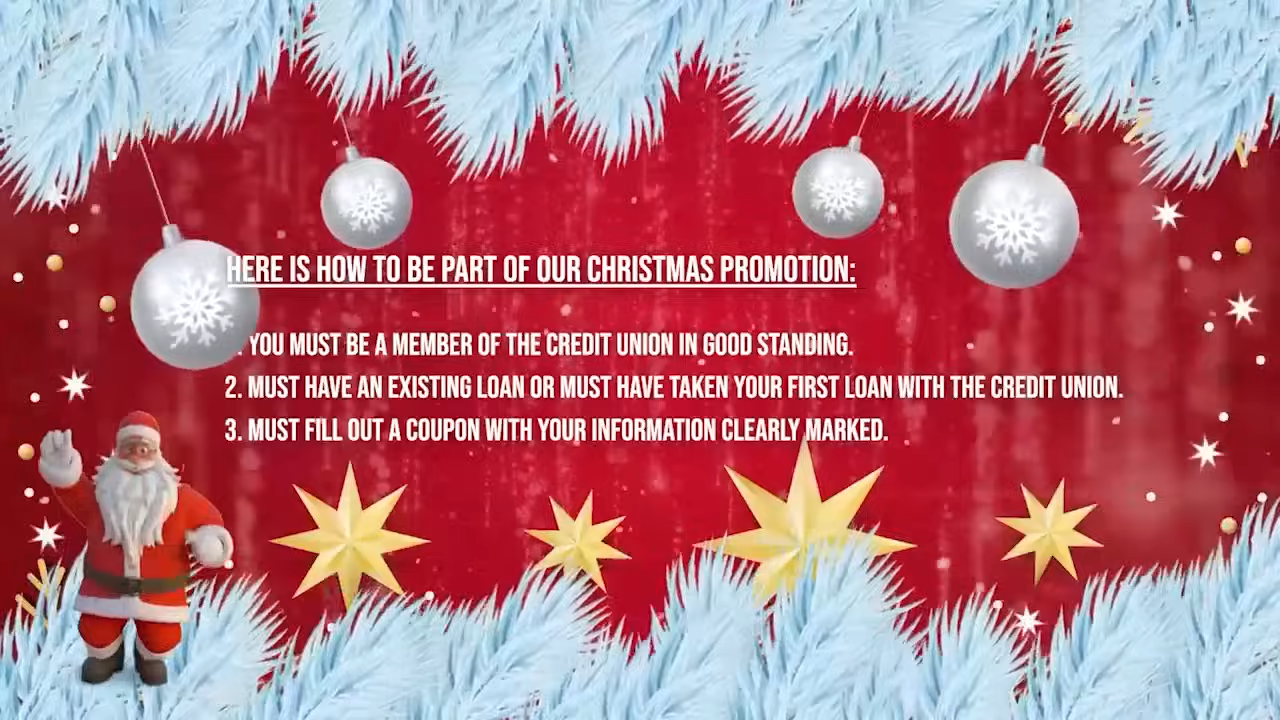 HERE IS HOW TO BE PART OF OUR CHRISTMAS PROMOTION:
. YOU MUST BE A MEMBER OF THE CREDIT UNION IN GOOD STANDING.
2. MUST HAVE AN EXISTING LOAN OR MUST HAVE TAKEN YOUR FIRST LOAN WITH THE CREDIT UNION.
3. MUST FILL OUT A COUPON WITH YOUR INFORMATION CLEARLY MARKED.